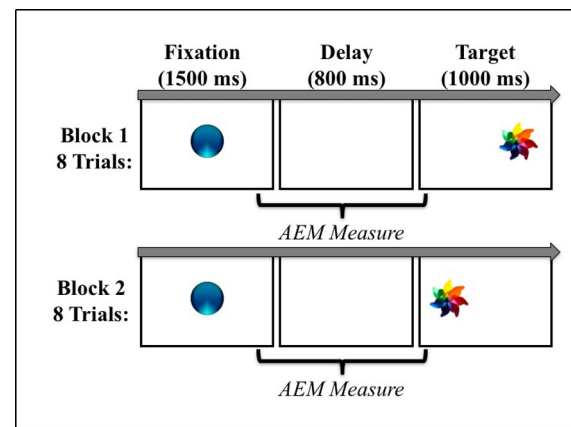 Fixation Delay Target
(1500 ms) (800 ms) (1000 ms)
Block 1
8 Trials:
AEM Measure
Block 2
8 Trials:
AEM Measure